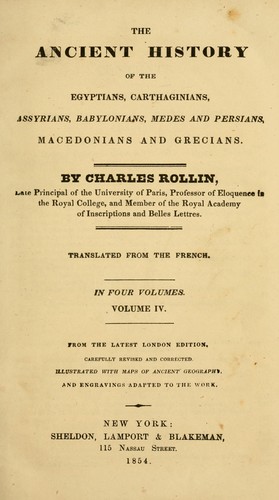 THE
ANCIENT HISTORY
OF THE
EGYPTIANS, CARTHAGINIANS,
ASSYRIANS, BABYLONIANS, MEDES AND PERSIANS,
MACEDONIANS AND GRECIANS.
BY CHARLES ROLLIN,
Late Principal of the University of Paris, Professor of Eloquence in
the Royal College, and Member of the Royal Academy
of Inscriptions and Belles Lettres.
TRANSLATED FROM THE FRENCH.
IN FOUR VOLUMES.
VOLUME IV.
FROM THE LATEST LONDON EDITION,
CAREFULLY REVISED AND CORRECTED.
ILLUSTRATED WITH MAPS OF ANCIENT GEOGRAPHY.
AND ENGRAVINGS ADAPTED TO THE WORK.
NEW YORK:
SHELDON, LAMPORT & BLAKEMAN,
115 NASSAU STREET.
1854.